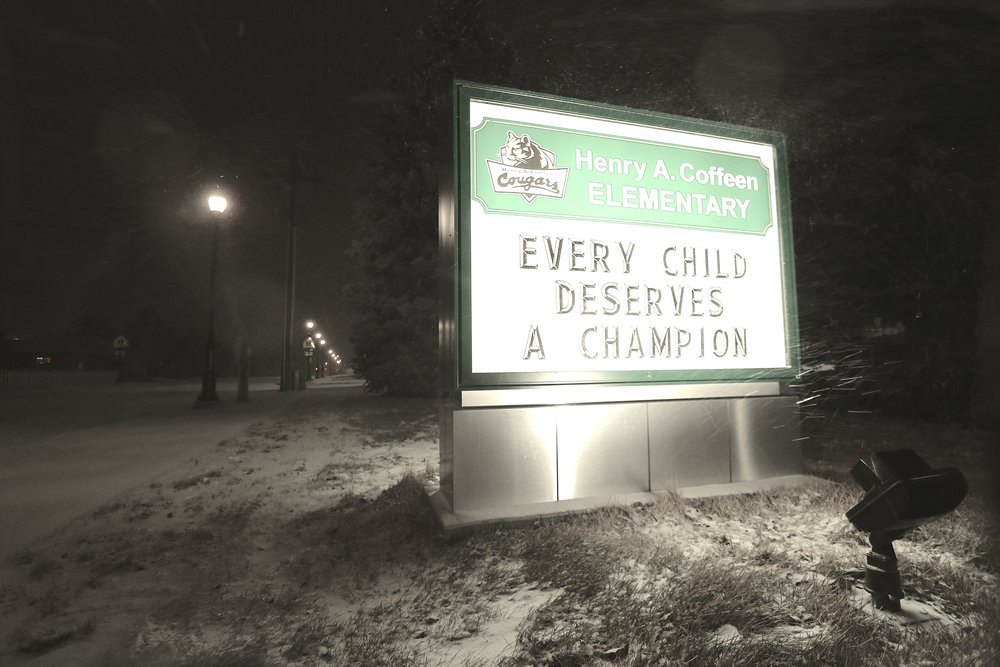 Cougars
Henry A. Coffeen
ELEMENTARY
EVERY CHILD
DESERVES
A CHAMPION